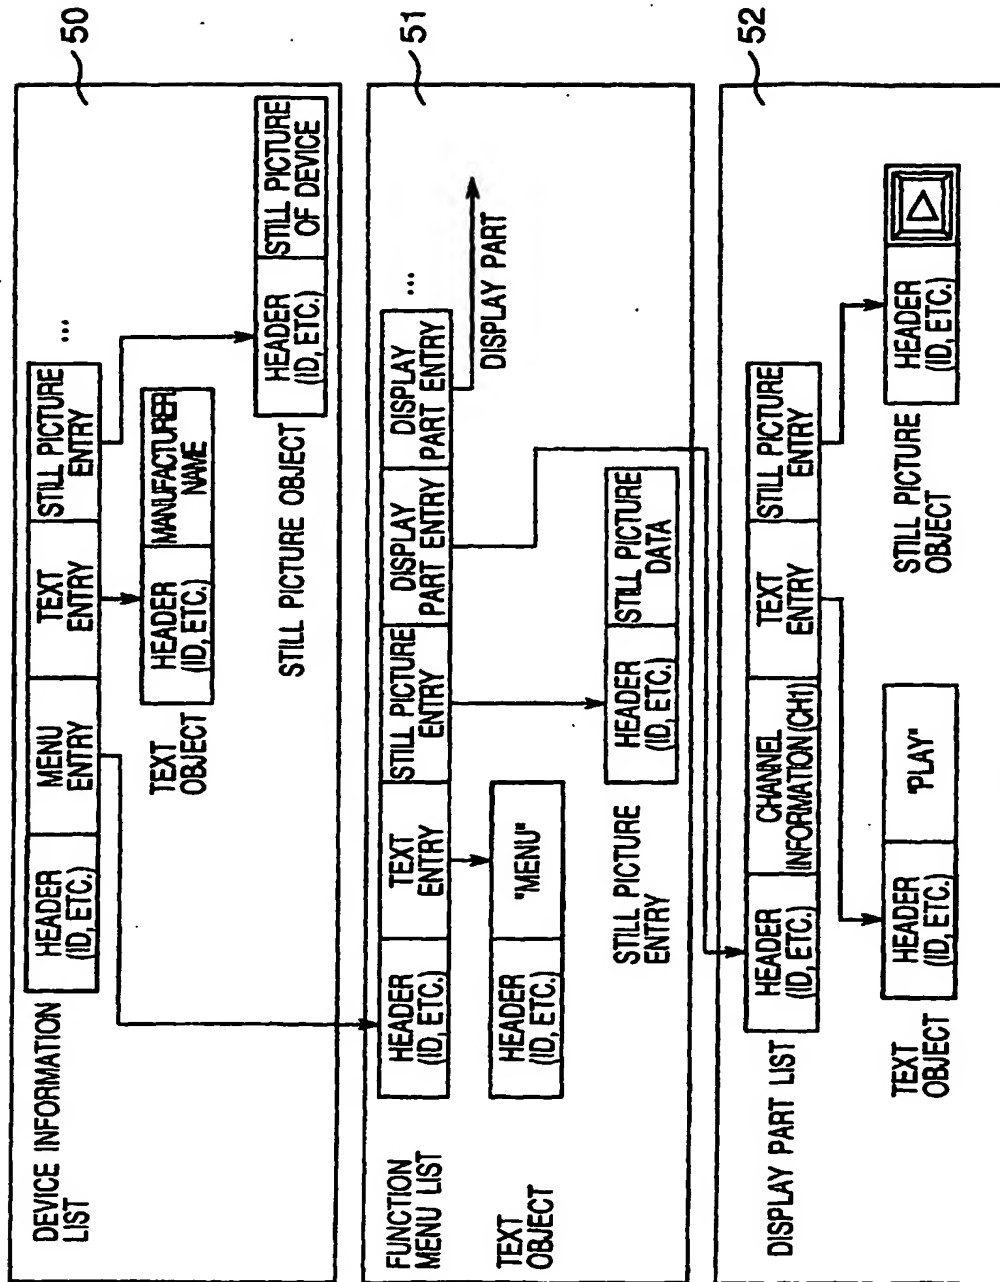 50
DEVICE INFORMATION
LIST
HEADER
(ID, ETC.)
MENU
ENTRY
TEXT
ENTRY
STILL PICTURE
ENTRY
...
TEXT
OBJECT
HEADER
(ID, ETC.)
MANUFACTURER
NAME
STILL PICTURE OBJECT
HEADER
(ID, ETC.)
STILL PICTURE
OF DEVICE
51
FUNCTION
MENU LIST
HEADER
(ID, ETC.)
TEXT
ENTRY
STILL PICTURE
ENTRY
DISPLAY
PART ENTRY
DISPLAY
PART ENTRY
...
DISPLAY PART
TEXT
OBJECT
HEADER
(ID, ETC.)
"MENU"
STILL PICTURE
ENTRY
HEADER
(ID, ETC.)
STILL PICTURE
DATA
52
DISPLAY PART LIST
HEADER
(ID, ETC.)
CHANNEL
INFORMATION (CH1)
TEXT
ENTRY
STILL PICTURE
ENTRY
TEXT
OBJECT
HEADER
(ID, ETC.)
"PLAY"
STILL PICTURE
OBJECT
HEADER
(ID, ETC.)